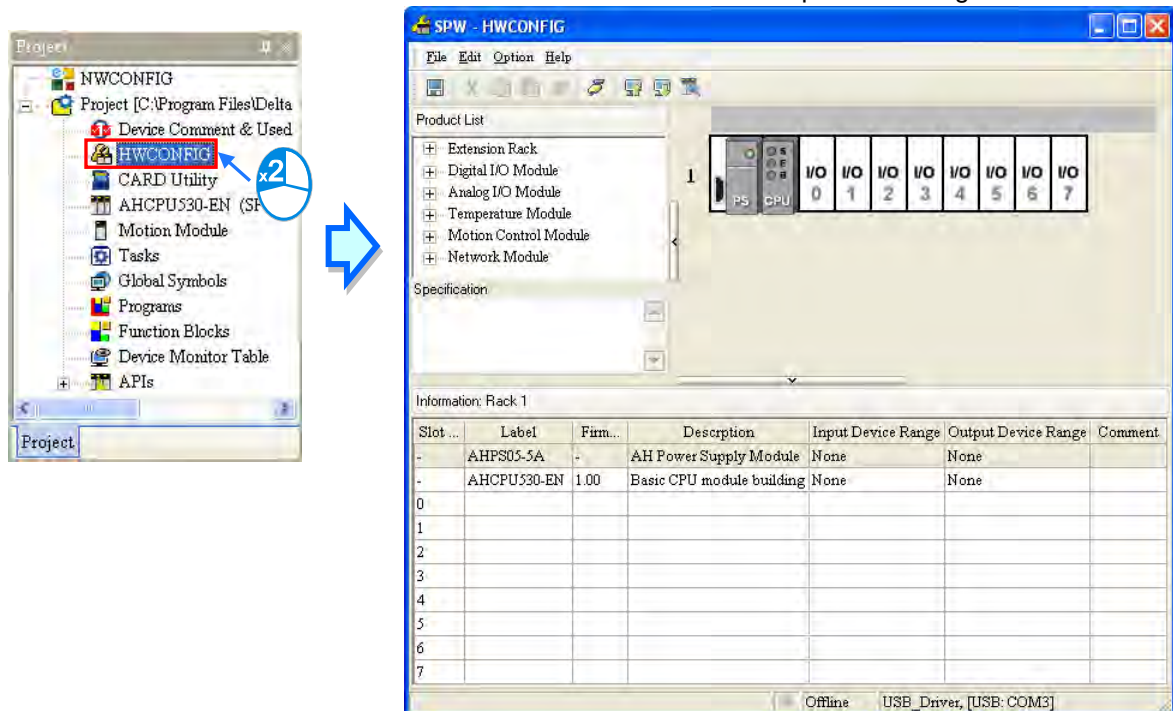 Project
NWCONFIG
Project [C:\Program Files\Delta
Device Comment & Used
HWCONFIG
CARD Utility
AHCPU530-EN (SF
Motion Module
Tasks
Global Symbols
Programs
Function Blocks
Device Monitor Table
APIs
Project
x2
SPW - HWCONFIG
File Edit Option Help
Product List
Extension Rack
Digital I/O Module
Analog I/O Module
Temperature Module
Motion Control Module
Network Module
Specification
1
PS CPU
I/O 0 I/O 1 I/O 2 I/O 3 I/O 4 I/O 5 I/O 6 I/O 7
Information: Rack 1
Slot ... Label Firm... Descrption Input Device Range Output Device Range Comment
- AHPS05-5A - AH Power Supply Module None None
- AHCPU530-EN 1.00 Basic CPU module building None None
0
1
2
3
4
5
6
7
Offline USB_Driver, [USB: COM3]